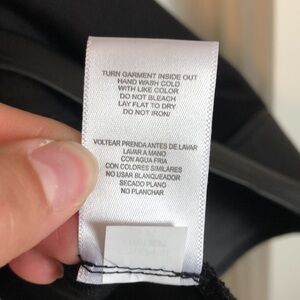 TURN GARMENT INSIDE OUT
HAND WASH COLD
WITH LIKE COLOR
DO NOT BLEACH
LAY FLAT TO DRY
DO NOT IRON/
VOLTEAR PRENDA ANTES DE LAVAR
LAVAR A MANO
CON AGUA FRIA
CON COLORES SIMILARES
NO USAR BLANQUEADOR
SECADO PLANO
NO PLANCHAR